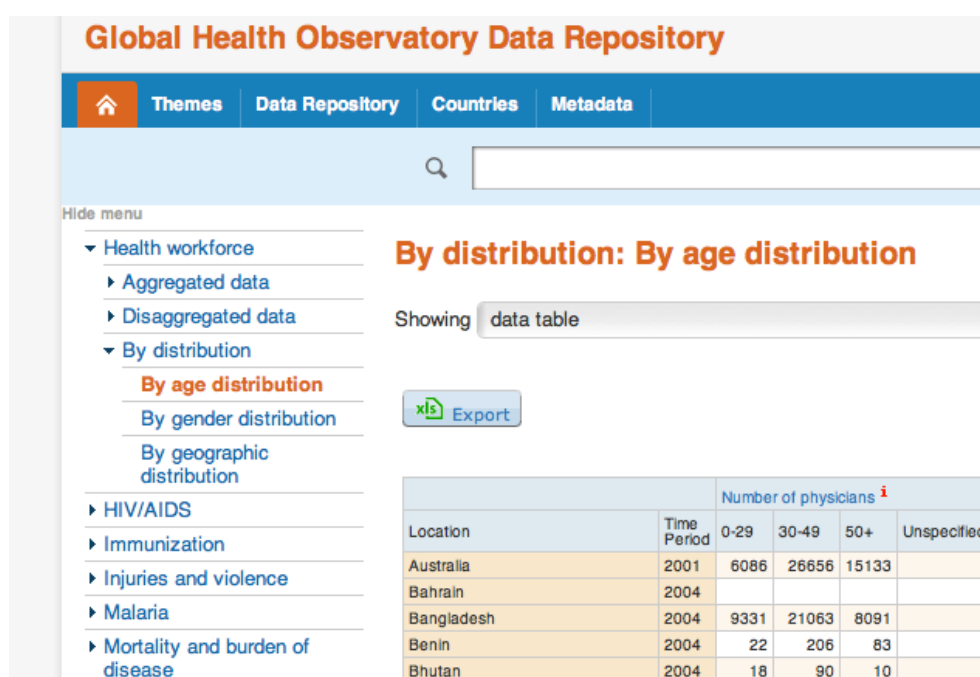 Global Health Observatory Data Repository
Themes Data Repository Countries Metadata
Hide menu
Health workforce
Aggregated data
Disaggregated data
By distribution
By age distribution
By gender distribution
By geographic
distribution
HIV/AIDS
Immunization
Injuries and violence
Malaria
Mortality and burden of
disease
By distribution: By age distribution
Showing data table
xls Export
Number of physicians i
Location Time Period 0-29 30-49 50+ Unspecified
Australia 2001 6086 26656 15133
Bahrain 2004
Bangladesh 2004 9331 21063 8091
Benin 2004 22 206 83
Bhutan 2004 18 90 10